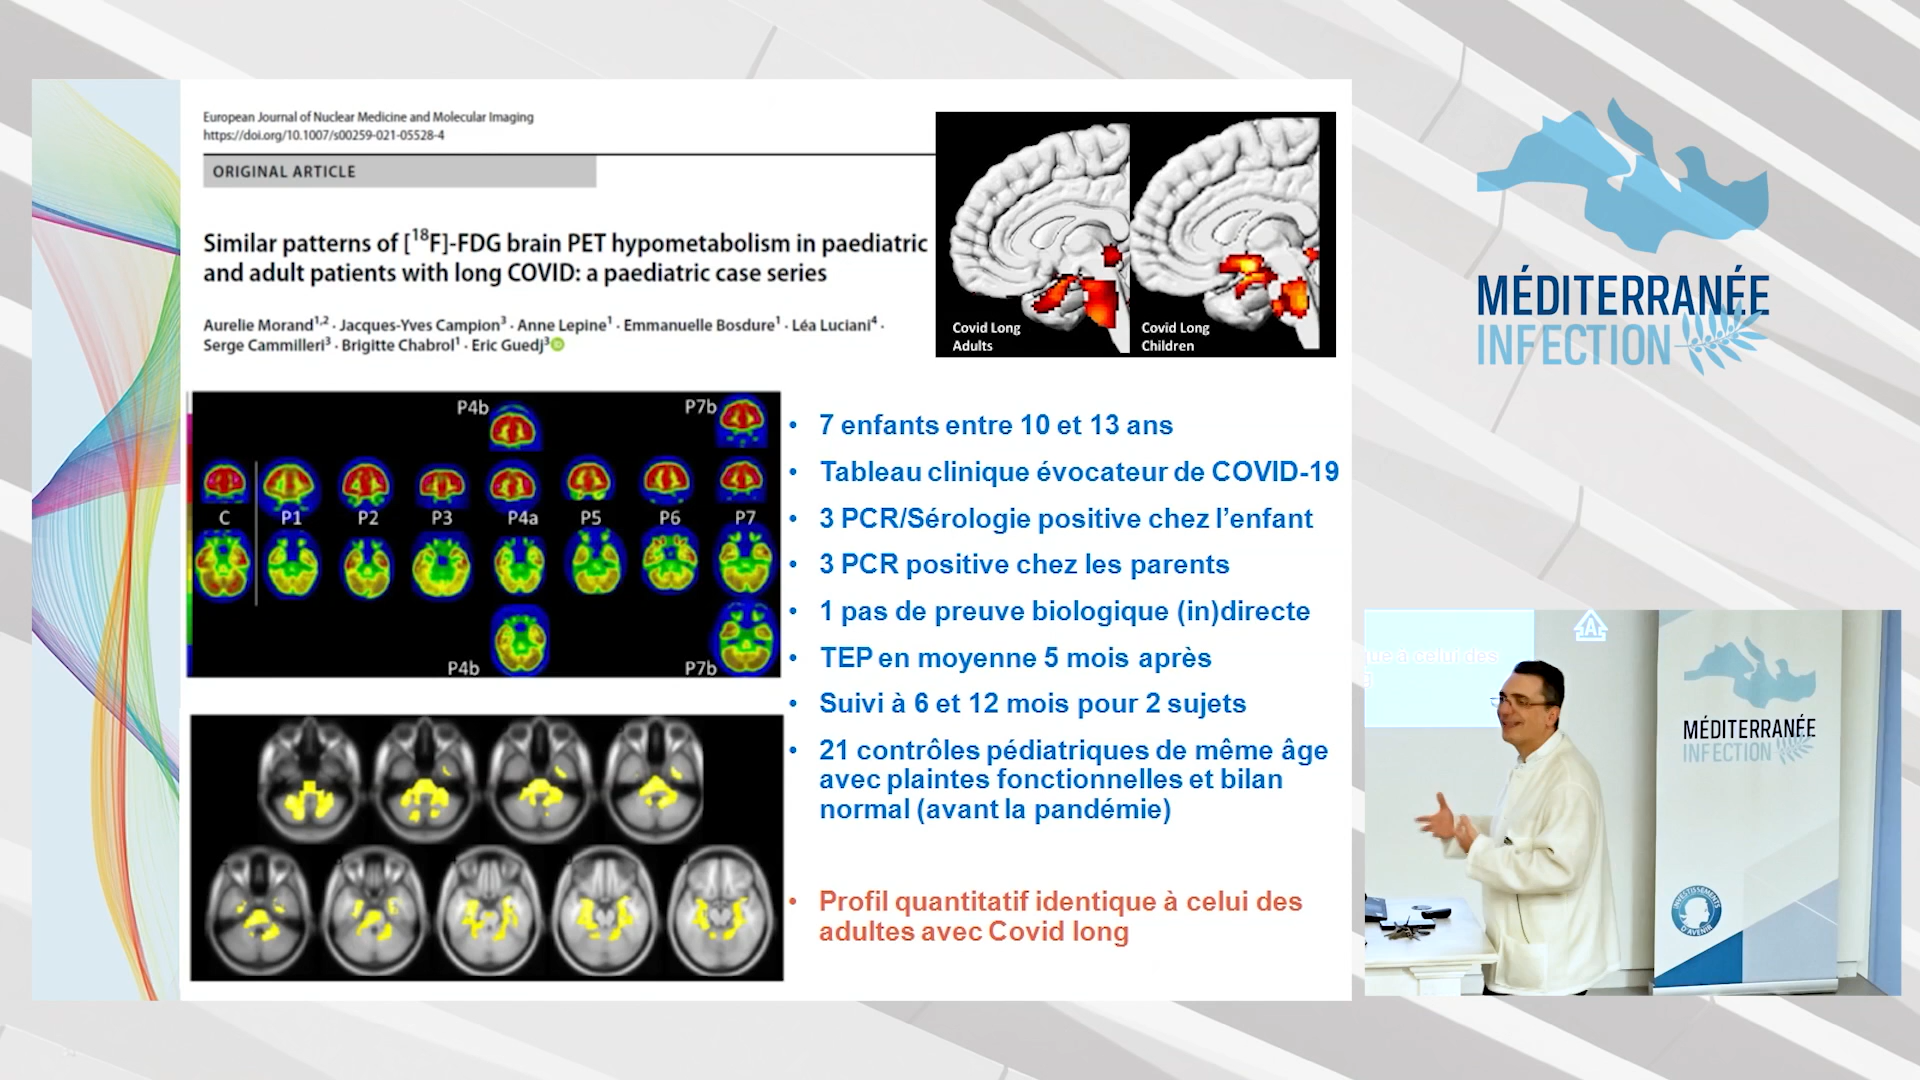 European Journal of Nuclear Medicine and Molecular Imaging
https://doi.org/10.1007/s00259-021-05528-4
ORIGINAL ARTICLE
Similar patterns of [18F]-FDG brain PET hypometabolism in paediatric
and adult patients with long COVID: a paediatric case series
Aurelie Morand1,2 · Jacques-Yves Campion3 · Anne Lepine1 · Emmanuelle Bosdure1 · Léa Luciani4 ·
Serge Cammilleri3 · Brigitte Chabrol1 · Eric Guedj3
Covid Long
Adults
Covid Long
Children
P4b
P7b
C P1 P2 P3 P4a P5 P6 P7
P4b
P7b
• 7 enfants entre 10 et 13 ans
• Tableau clinique évocateur de COVID-19
• 3 PCR/Sérologie positive chez l'enfant
• 3 PCR positive chez les parents
• 1 pas de preuve biologique (in)directe
• TEP en moyenne 5 mois après
• Suivi à 6 et 12 mois pour 2 sujets
• 21 contrôles pédiatriques de même âge
avec plaintes fonctionnelles et bilan
normal (avant la pandémie)
• Profil quantitatif identique à celui des
adultes avec Covid long
MÉDITERRANÉE
INFECTION
que à celui des
g
A
MÉDITERRANÉE
INFECTION
INVESTISSEMENTS
D'AVENIR